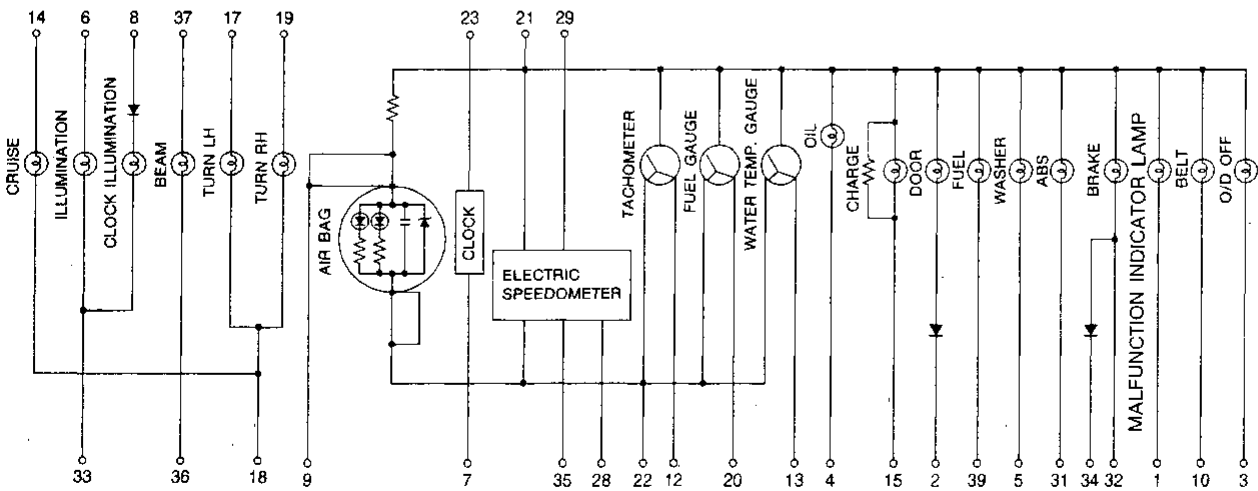 14
6
8
37
17
19
23
21
29
CRUISE
ILLUMINATION
CLOCK ILLUMINATION
BEAM
TURN LH
TURN RH
AIR BAG
CLOCK
ELECTRIC
SPEEDOMETER
TACHOMETER
FUEL GAUGE
WATER TEMP. GAUGE
OIL
CHARGE
DOOR
FUEL
WASHER
ABS
BRAKE
MALFUNCTION INDICATOR LAMP
BELT
O/D OFF
33
36
18
9
7
35
28
22
12
20
13
4
15
2
39
5
31
34
32
1
10
3